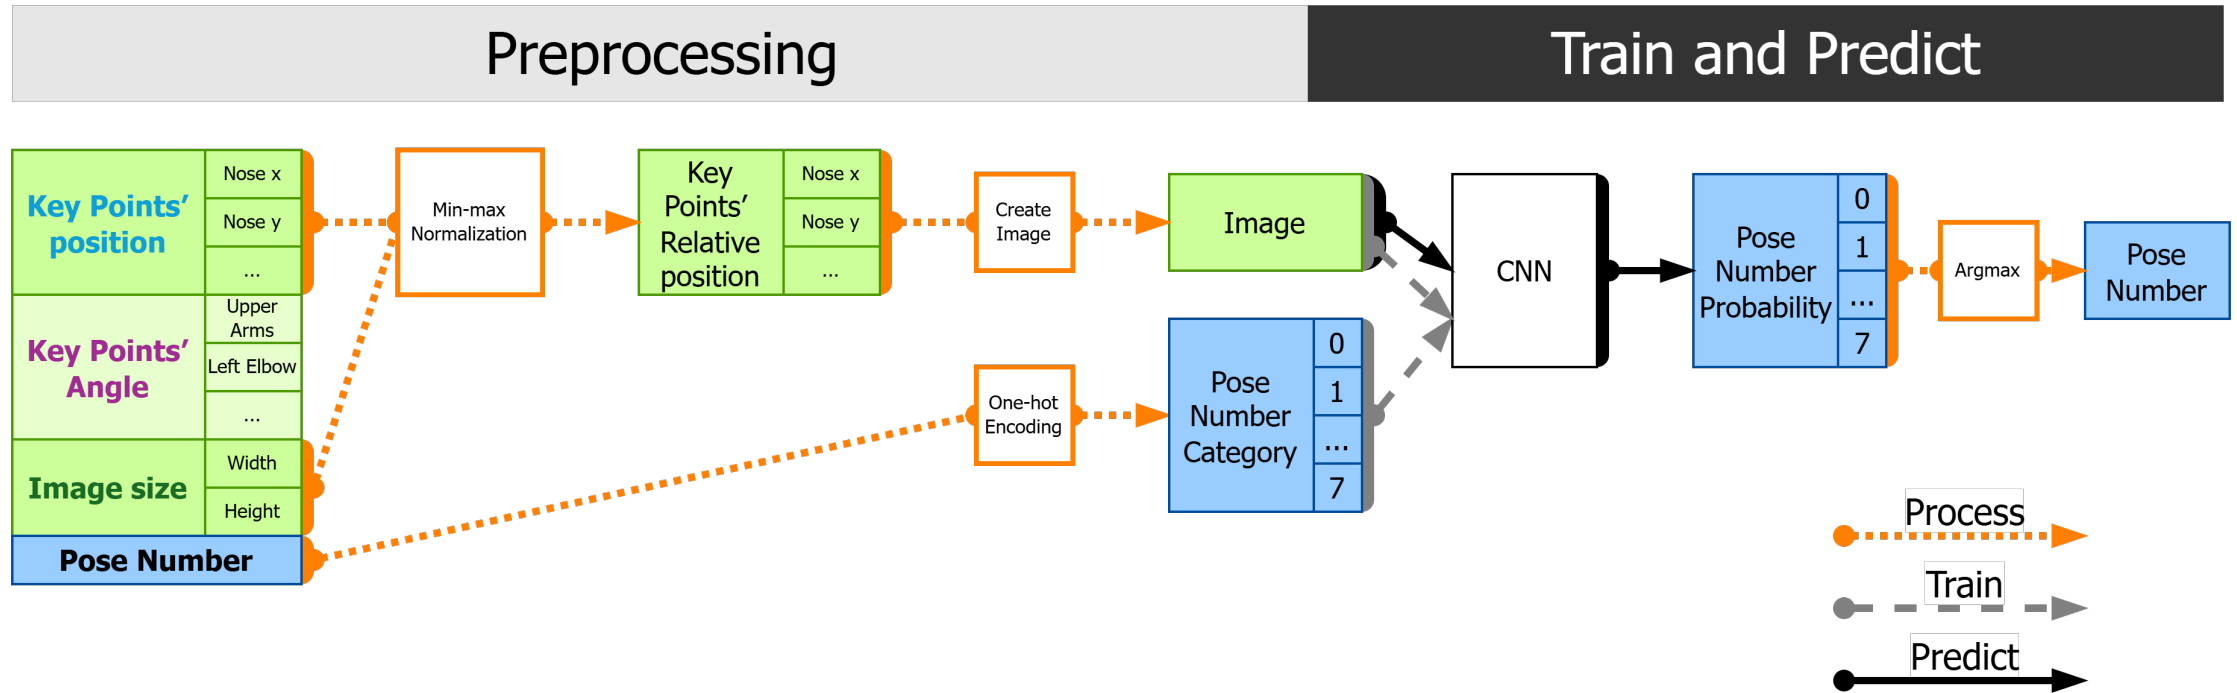 Preprocessing
Train and Predict
Key Points’
position
Nose x
Nose y
...
Key Points’
Angle
Upper
Arms
Left Elbow
...
Image size
Width
Height
Pose Number
Min-max
Normalization
Key
Points’
Relative
position
Nose x
Nose y
...
Create
Image
One-hot
Encoding
Image
Pose
Number
Category
0
1
...
7
CNN
Pose
Number
Probability
0
1
...
7
Argmax
Pose
Number
Process
Train
Predict